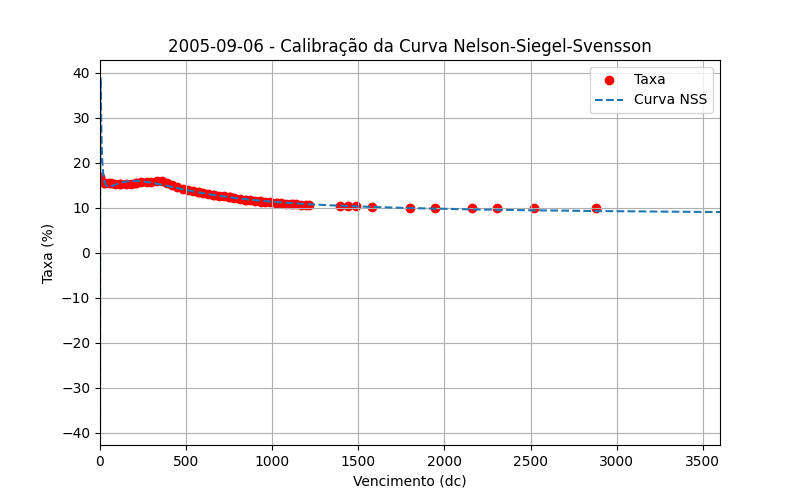 2005-09-06 - Calibração da Curva Nelson-Siegel-Svensson
Taxa
Curva NSS
Taxa (%)
40
30
20
10
0
−10
−20
−30
−40
0 500 1000 1500 2000 2500 3000 3500
Vencimento (dc)